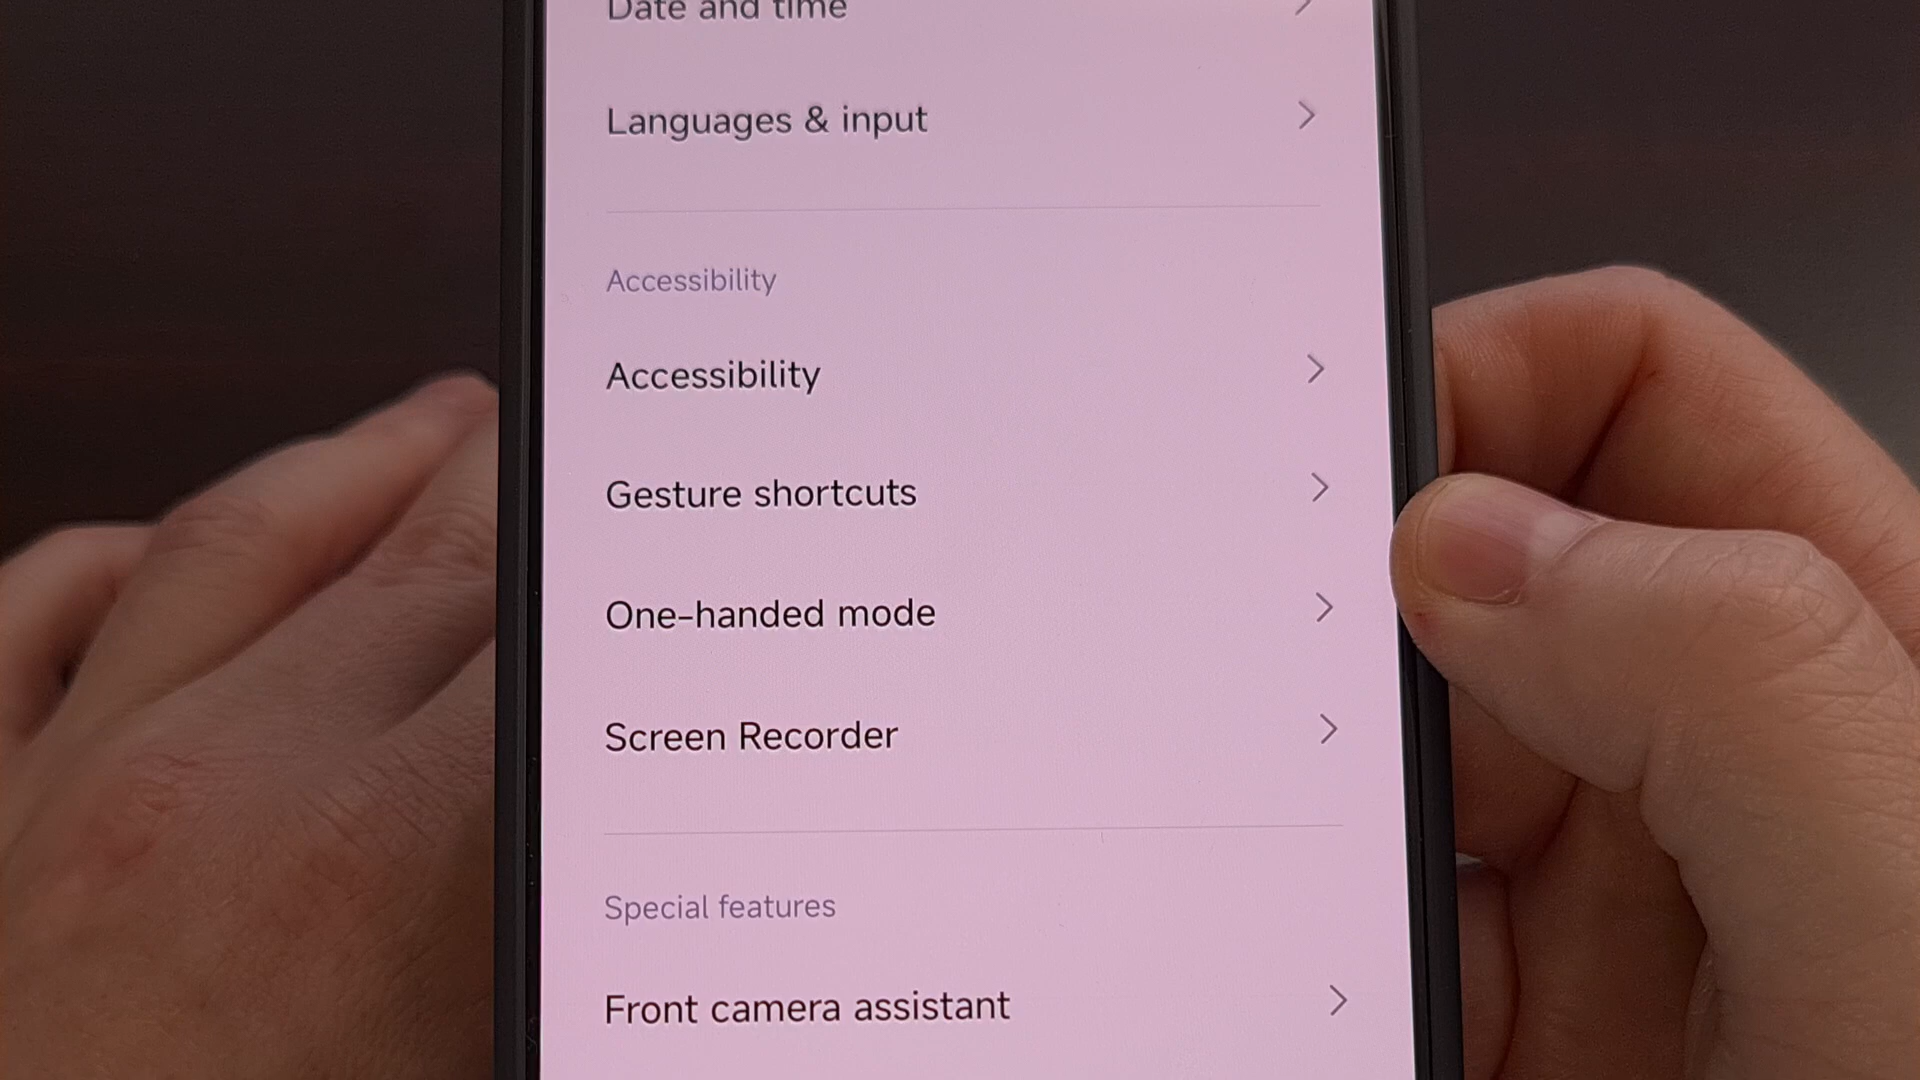 Date and time
Languages & input
Accessibility
Accessibility
Gesture shortcuts
One-handed mode
Screen Recorder
Special features
Front camera assistant